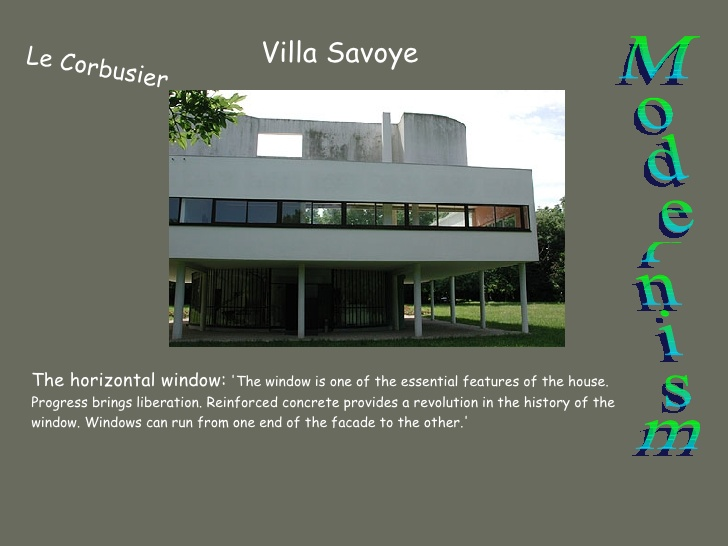 Le Corbusier
Villa Savoye
Modernism
The horizontal window: 'The window is one of the essential features of the house.
Progress brings liberation. Reinforced concrete provides a revolution in the history of the
window. Windows can run from one end of the facade to the other.'